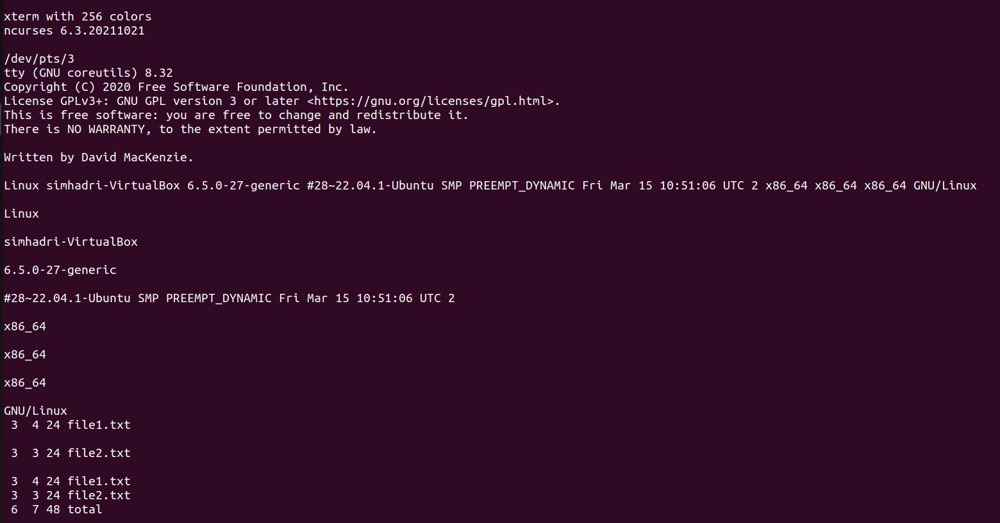 xterm with 256 colors
ncurses 6.3.20211021
/dev/pts/3
tty (GNU coreutils) 8.32
Copyright (C) 2020 Free Software Foundation, Inc.
License GPLv3+: GNU GPL version 3 or later <https://gnu.org/licenses/gpl.html>.
This is free software: you are free to change and redistribute it.
There is NO WARRANTY, to the extent permitted by law.
Written by David MacKenzie.
Linux simhadri-VirtualBox 6.5.0-27-generic #28~22.04.1-Ubuntu SMP PREEMPT_DYNAMIC Fri Mar 15 10:51:06 UTC 2 x86_64 x86_64 x86_64 GNU/Linux
Linux
simhadri-VirtualBox
6.5.0-27-generic
#28~22.04.1-Ubuntu SMP PREEMPT_DYNAMIC Fri Mar 15 10:51:06 UTC 2
x86_64
x86_64
x86_64
GNU/Linux
 3  4 24 file1.txt
 3  3 24 file2.txt
 3  4 24 file1.txt
 3  3 24 file2.txt
 6  7 48 total